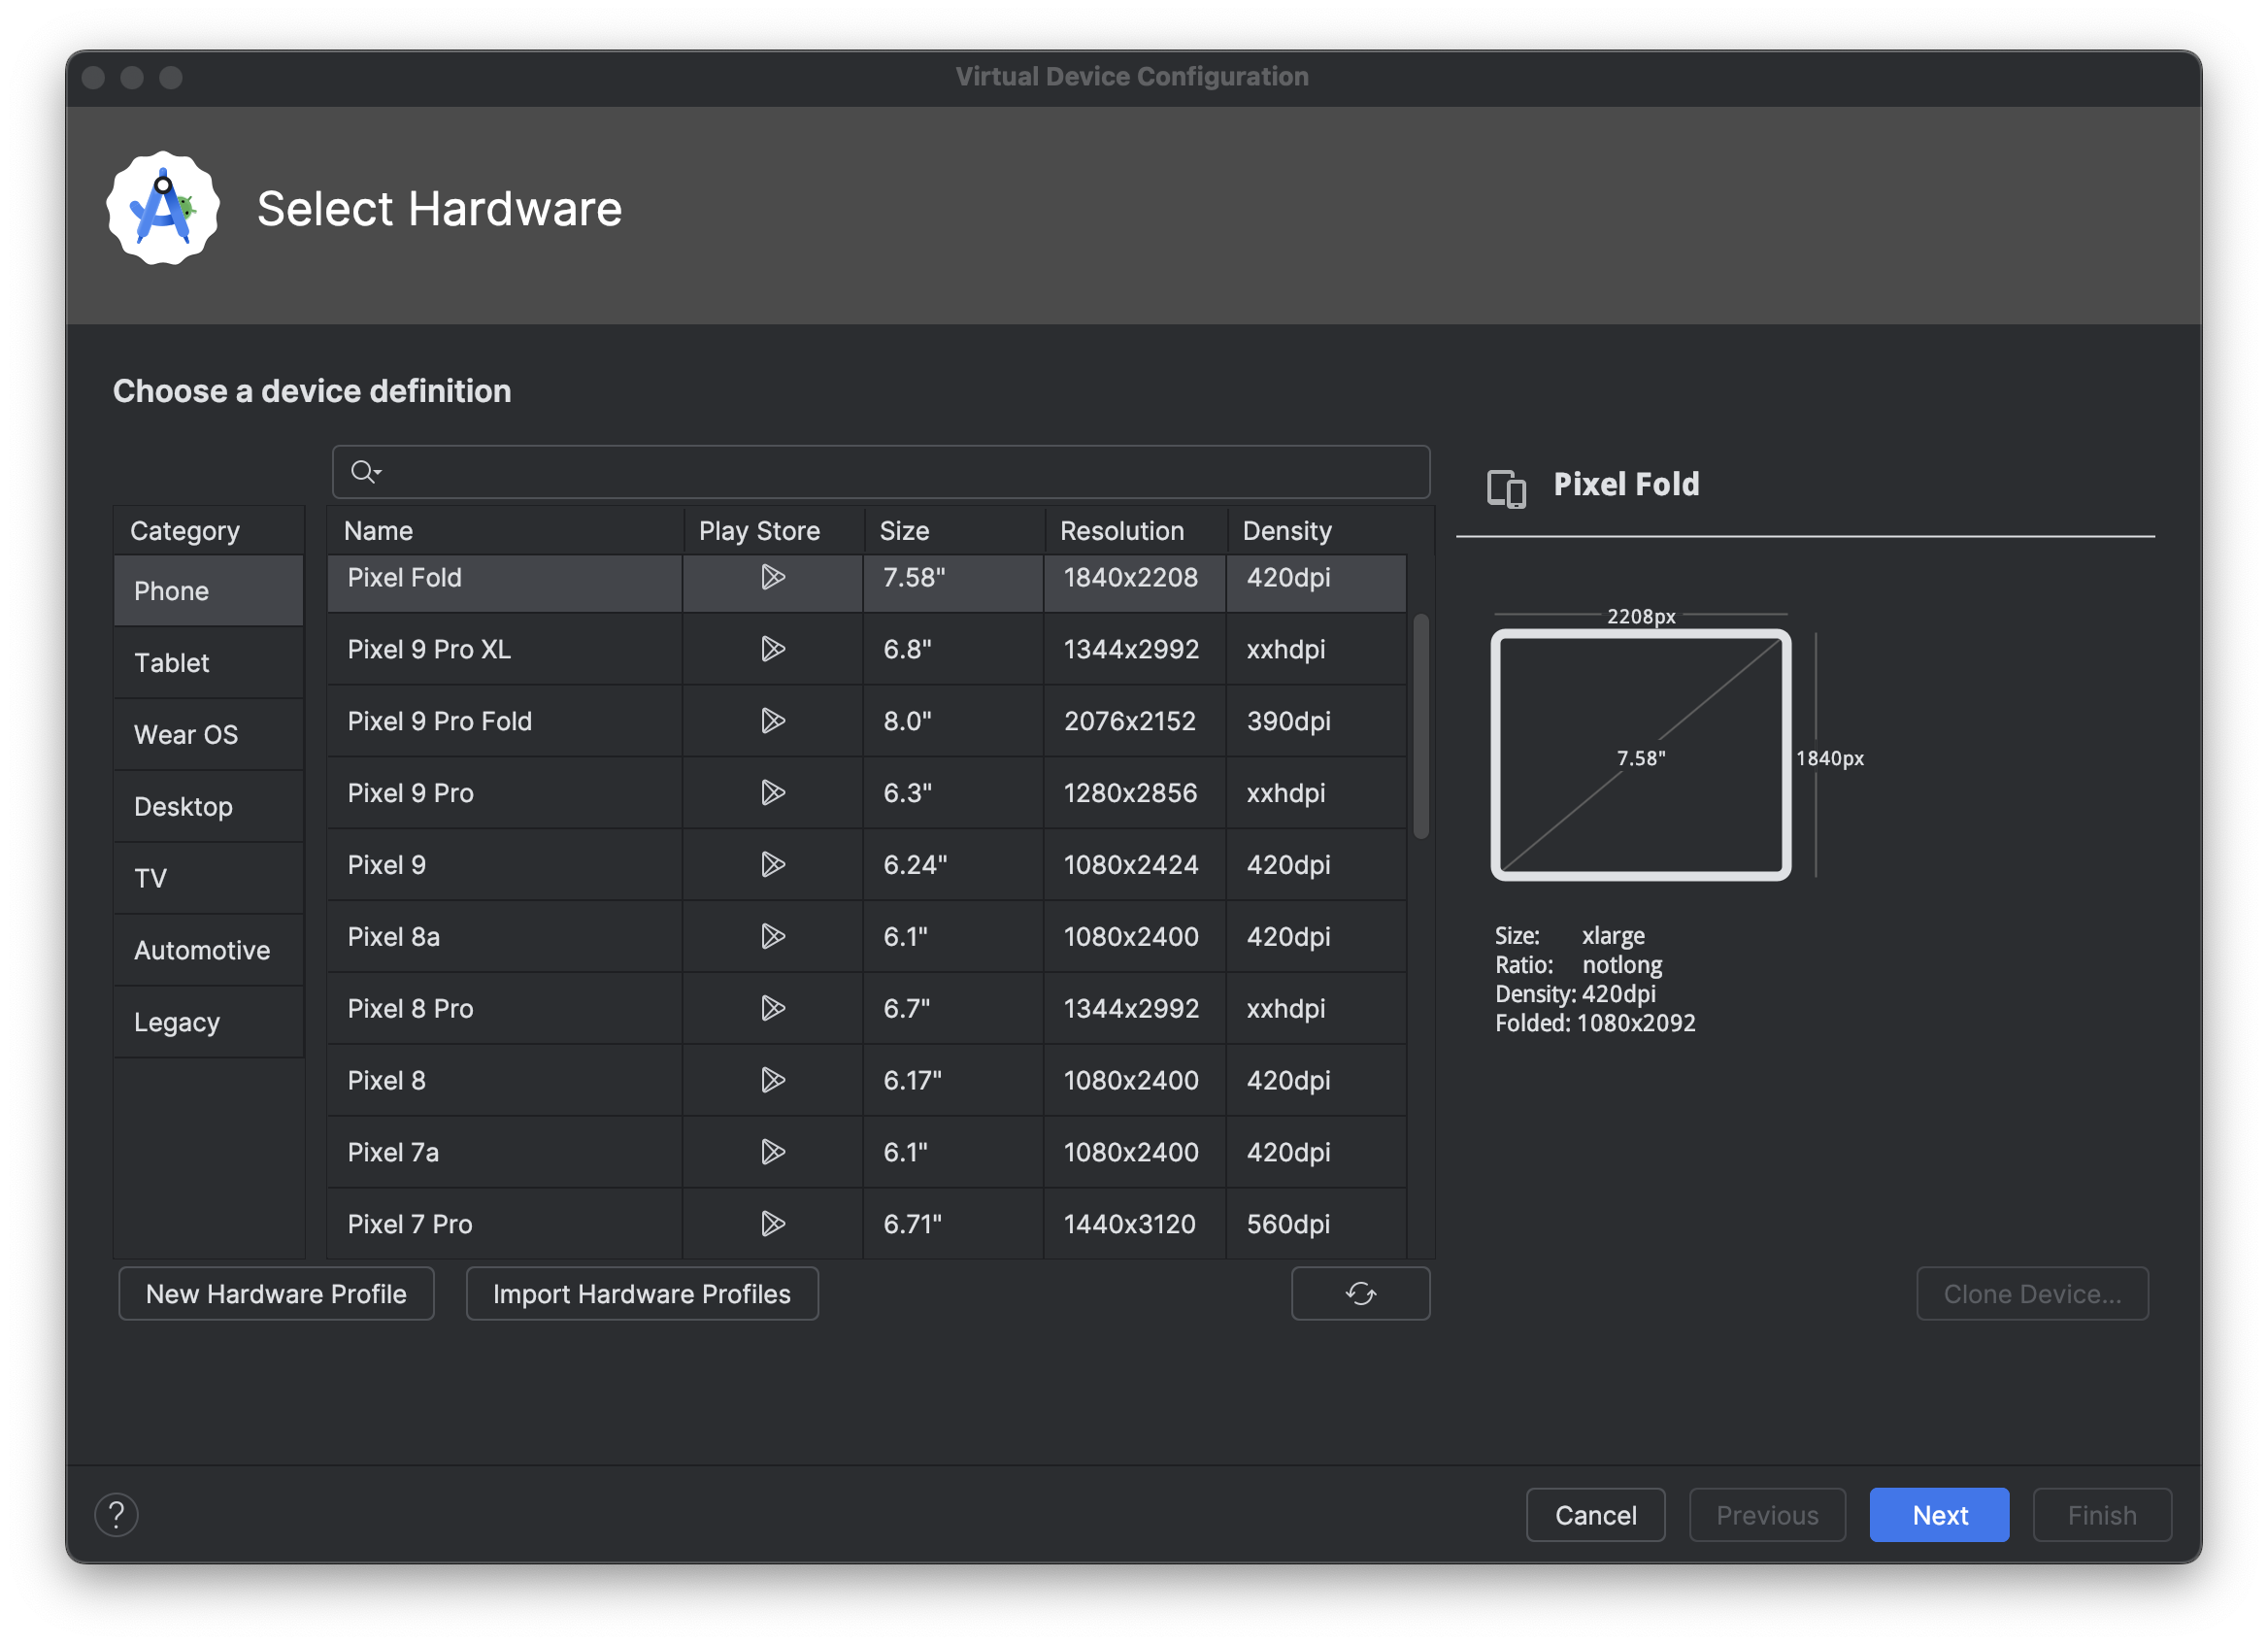 Virtual Device Configuration
Select Hardware
Choose a device definition
Category
Phone
Tablet
Wear OS
Desktop
TV
Automotive
Legacy
Name Play Store Size Resolution Density
Pixel Fold 7.58" 1840x2208 420dpi
Pixel 9 Pro XL 6.8" 1344x2992 xxhdpi
Pixel 9 Pro Fold 8.0" 2076x2152 390dpi
Pixel 9 Pro 6.3" 1280x2856 xxhdpi
Pixel 9 6.24" 1080x2424 420dpi
Pixel 8a 6.1" 1080x2400 420dpi
Pixel 8 Pro 6.7" 1344x2992 xxhdpi
Pixel 8 6.17" 1080x2400 420dpi
Pixel 7a 6.1" 1080x2400 420dpi
Pixel 7 Pro 6.71" 1440x3120 560dpi
Pixel Fold
2208px
7.58"
1840px
Size: xlarge
Ratio: notlong
Density: 420dpi
Folded: 1080x2092
New Hardware Profile Import Hardware Profiles Clone Device...
? Cancel Previous Next Finish